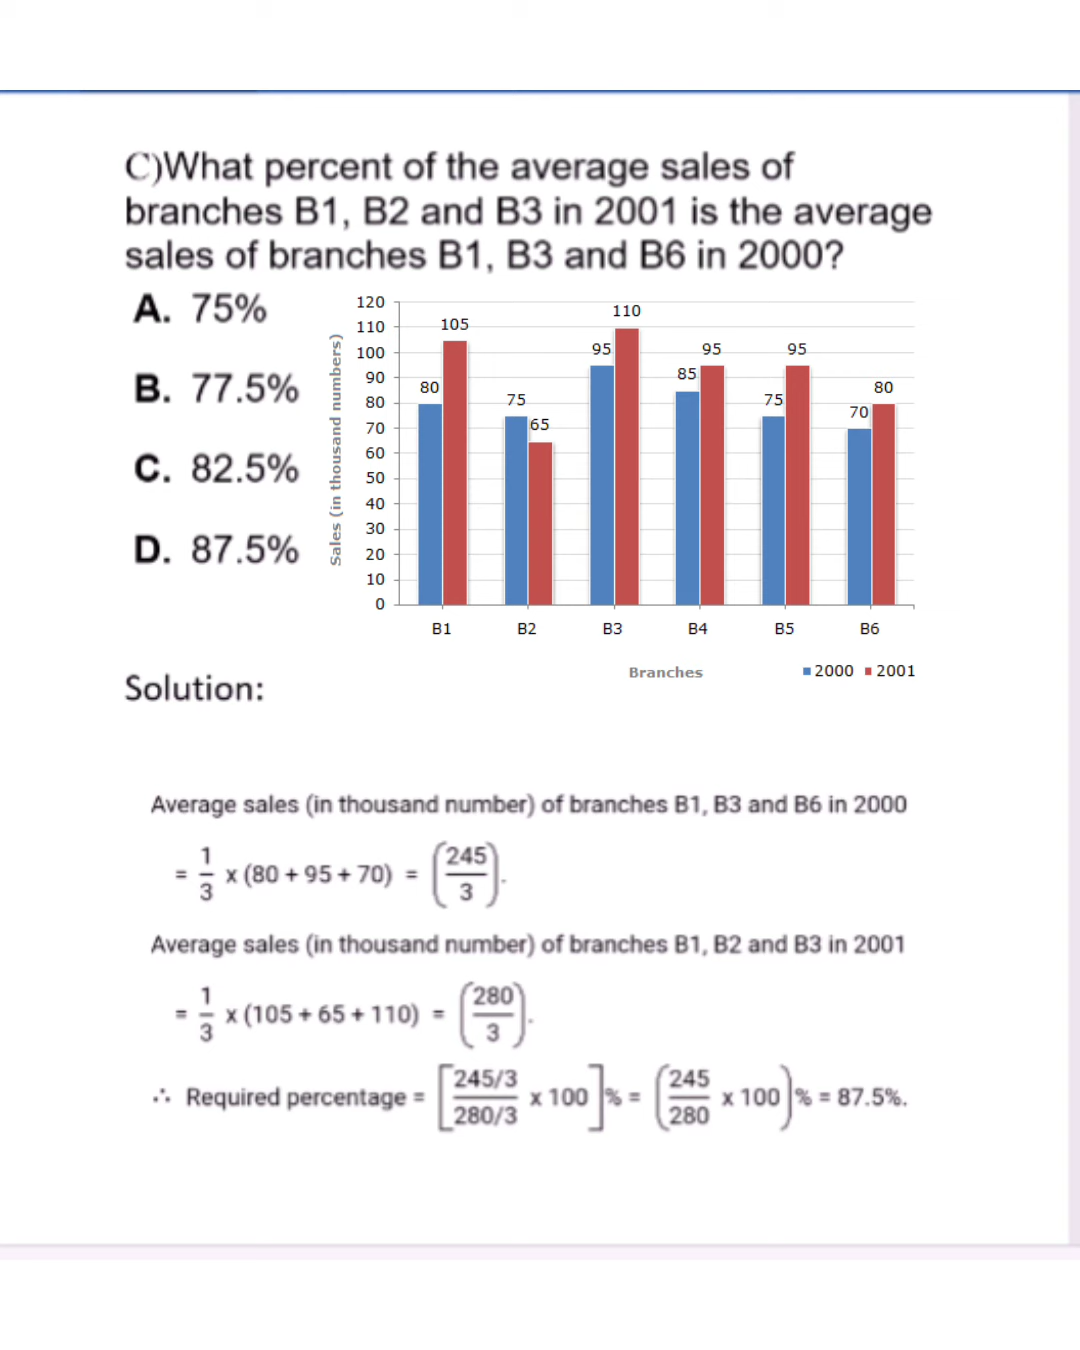 C)What percent of the average sales of
branches B1, B2 and B3 in 2001 is the average
sales of branches B1, B3 and B6 in 2000?
A. 75%
B. 77.5%
C. 82.5%
D. 87.5%
Sales (in thousand numbers)
120
110
100
90
80
70
60
50
40
30
20
10
0
80
105
75
65
95
110
85
95
75
95
70
80
B1 B2 B3 B4 B5 B6
Branches
2000 2001
Solution:
Average sales (in thousand number) of branches B1, B3 and B6 in 2000
= 1/3 x (80 + 95 + 70) = (245/3).
Average sales (in thousand number) of branches B1, B2 and B3 in 2001
= 1/3 x (105 + 65 + 110) = (280/3).
∴ Required percentage = [245/3 / 280/3 x 100]% = (245/280 x 100)% = 87.5%.